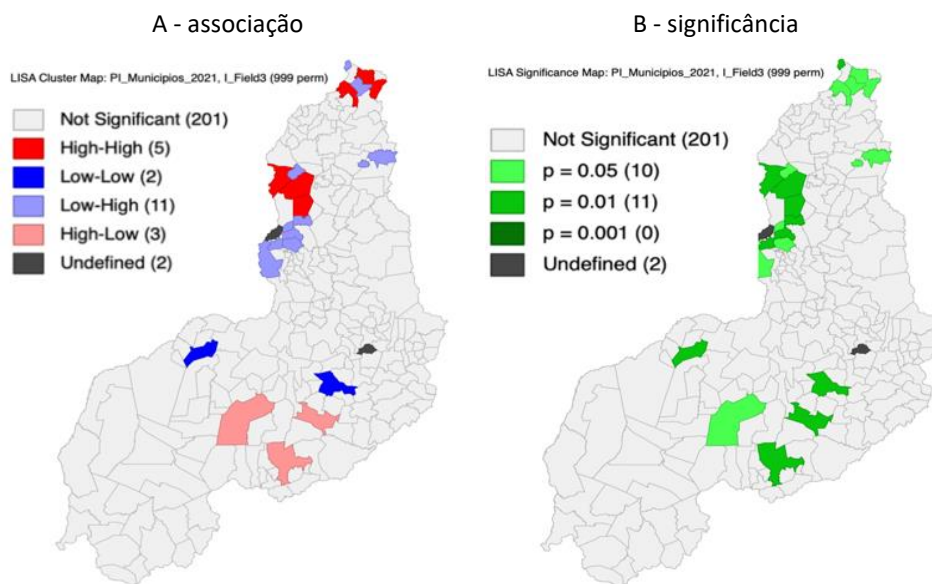 A - associação
LISA Cluster Map: PI_Municipios_2021, I_Field3 (999 perm)
Not Significant (201)
High-High (5)
Low-Low (2)
Low-High (11)
High-Low (3)
Undefined (2)
B - significância
LISA Significance Map: PI_Municipios_2021, I_Field3 (999 perm)
Not Significant (201)
p = 0.05 (10)
p = 0.01 (11)
p = 0.001 (0)
Undefined (2)